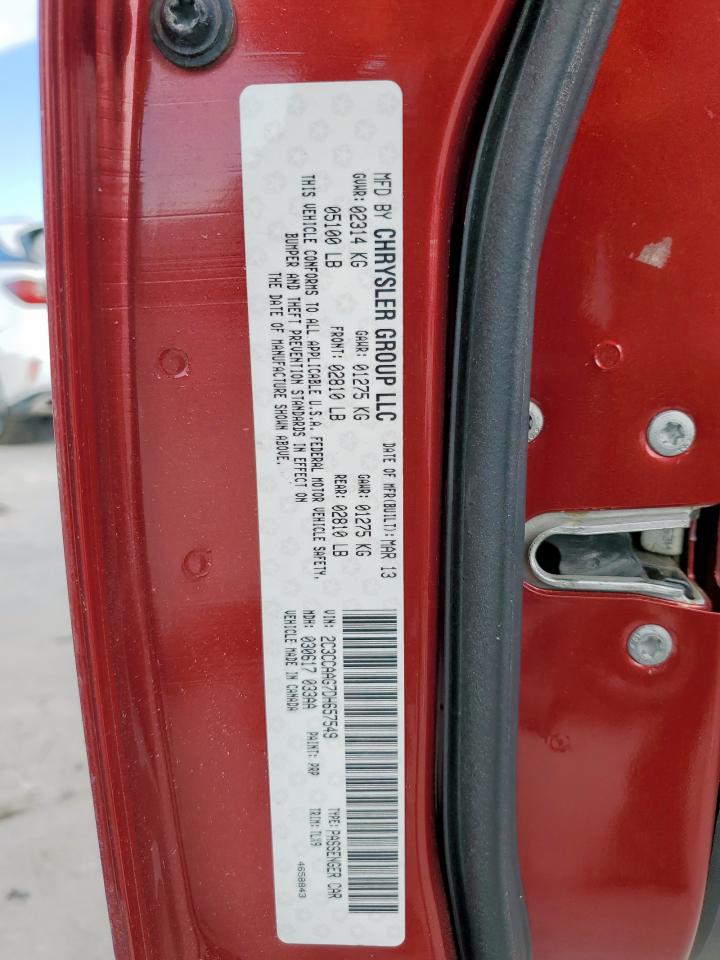 MFD BY CHRYSLER GROUP LLC
DATE OF MFR(BUILT): MAR 13
GVWR: 02314 KG GAWR: 01275 KG GAWR: 01275 KG
05100 LB FRONT: 02810 LB REAR: 02810 LB
THIS VEHICLE CONFORMS TO ALL APPLICABLE U.S.A. FEDERAL MOTOR VEHICLE SAFETY,
BUMPER AND THEFT PREVENTION STANDARDS IN EFFECT ON
THE DATE OF MANUFACTURE SHOWN ABOVE.
VIN: 2C3CCAAG7DH657549 TYPE: PASSENGER CAR
MDH: 030617 033AA PAINT: PRP TRIM: TLX9
VEHICLE MADE IN CANADA
4658843